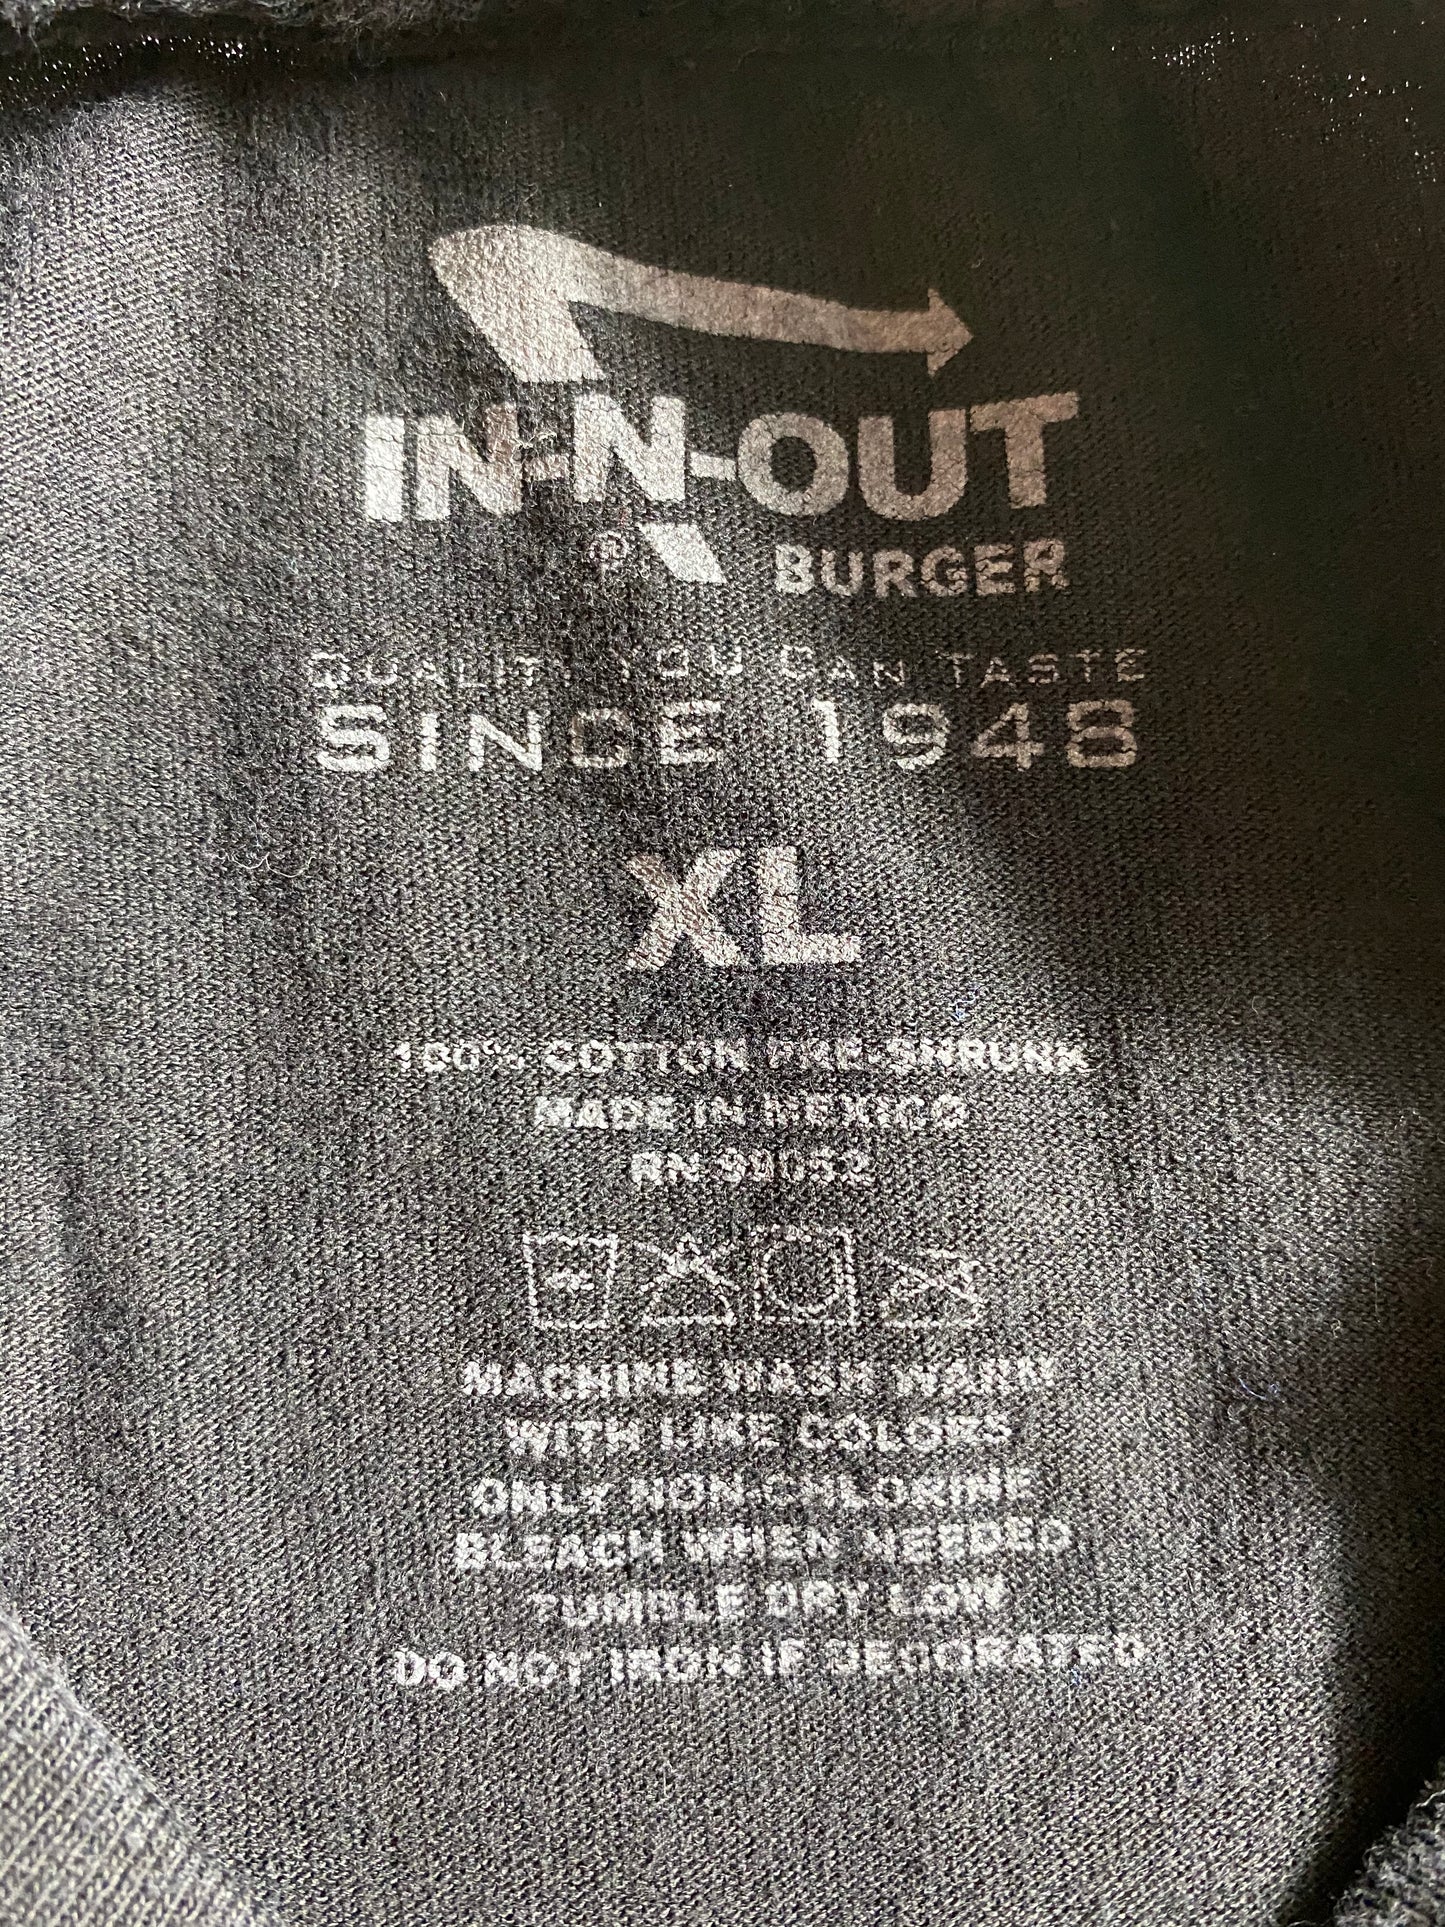 IN-N-OUT
®
BURGER
QUALITY YOU CAN TASTE
SINCE 1948
XL
100% COTTON PRE-SHRUNK
MADE IN MEXICO
RN
MACHINE WASH WARM
WITH LIKE COLORS
ONLY NON-CHLORINE
BLEACH WHEN NEEDED
TUMBLE DRY LOW
DO NOT IRON IF DECORATED